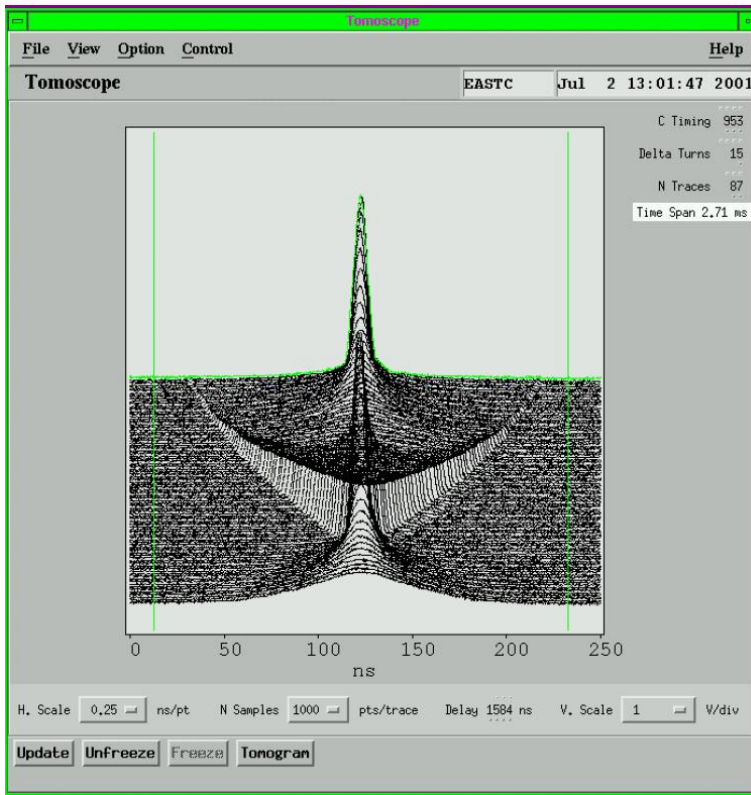 Tomoscope
File View Option Control Help
Tomoscope EASTC Jul 2 13:01:47 2001
C Timing 953
Delta Turns 15
N Traces 87
Time Span 2.71 ms
0 50 100 150 200 250
ns
H. Scale 0.25 ns/pt N Samples 1000 pts/trace Delay 1584 ns V. Scale 1 V/div
Update Unfreeze Freeze Tomogram